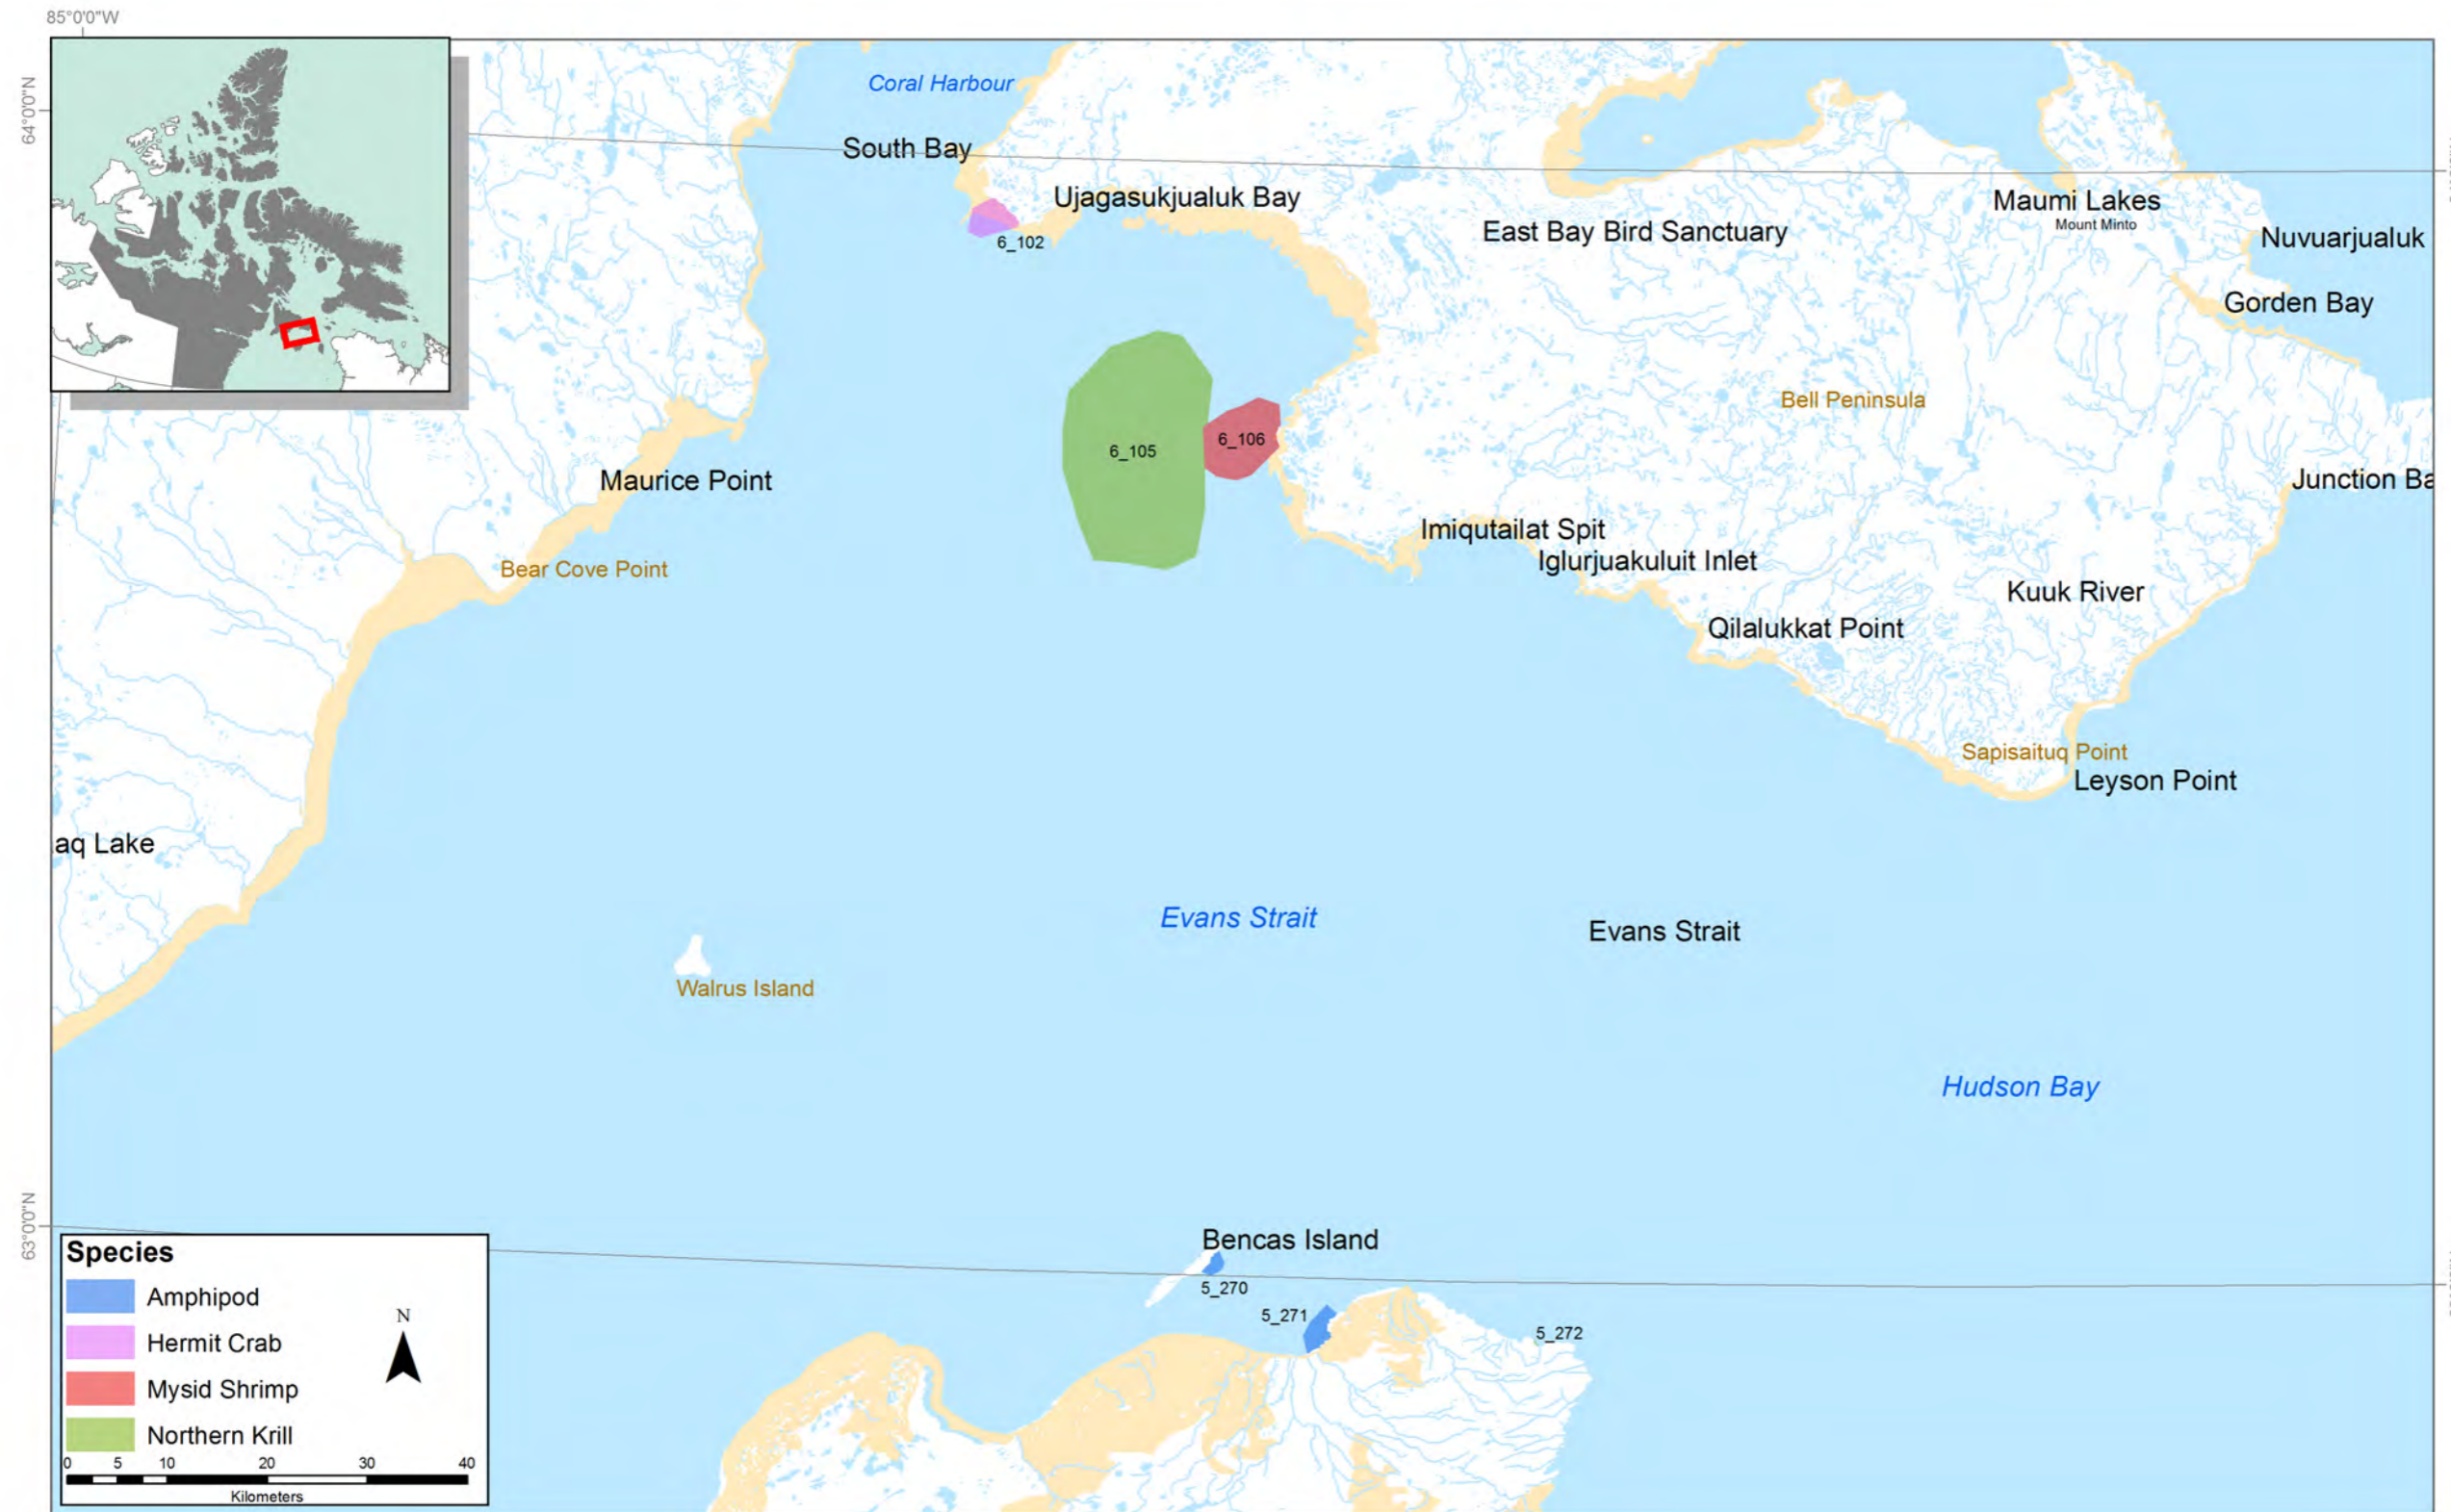 85°0'0"W
64°0'0"N
Coral Harbour
South Bay
Ujagasukjualuk Bay
6_102
East Bay Bird Sanctuary
Maumi Lakes
Mount Minto
Nuvuarjualuk
Gorden Bay
Bell Peninsula
6_105
6_106
Maurice Point
Junction Ba
Imiqutailat Spit
Iglurjuakuluit Inlet
Bear Cove Point
Kuuk River
Qilalukkat Point
Sapisaituq Point
Leyson Point
aq Lake
Evans Strait
Evans Strait
Walrus Island
Hudson Bay
63°0'0"N
Bencas Island
5_270
5_271
5_272
Species
Amphipod
Hermit Crab
Mysid Shrimp
Northern Krill
N
0 5 10 20 30 40
Kilometers